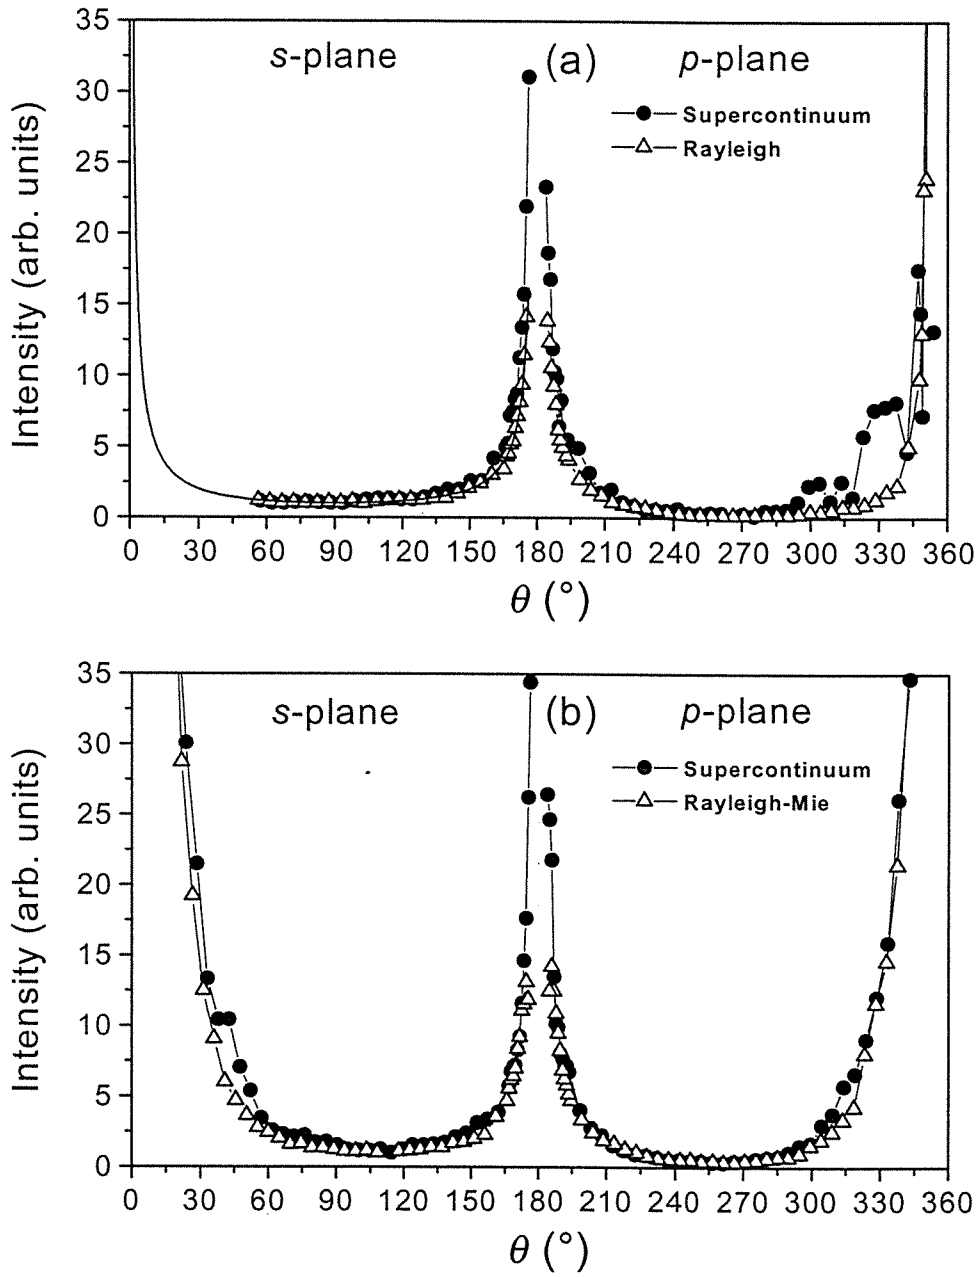 35
s-plane (a) p-plane
30
Supercontinuum
Rayleigh
25
20
15
10
5
0
Intensity (arb. units)
0 30 60 90 120 150 180 210 240 270 300 330 360
θ (°)
35
s-plane (b) p-plane
30
Supercontinuum
Rayleigh-Mie
25
20
15
10
5
0
Intensity (arb. units)
0 30 60 90 120 150 180 210 240 270 300 330 360
θ (°)